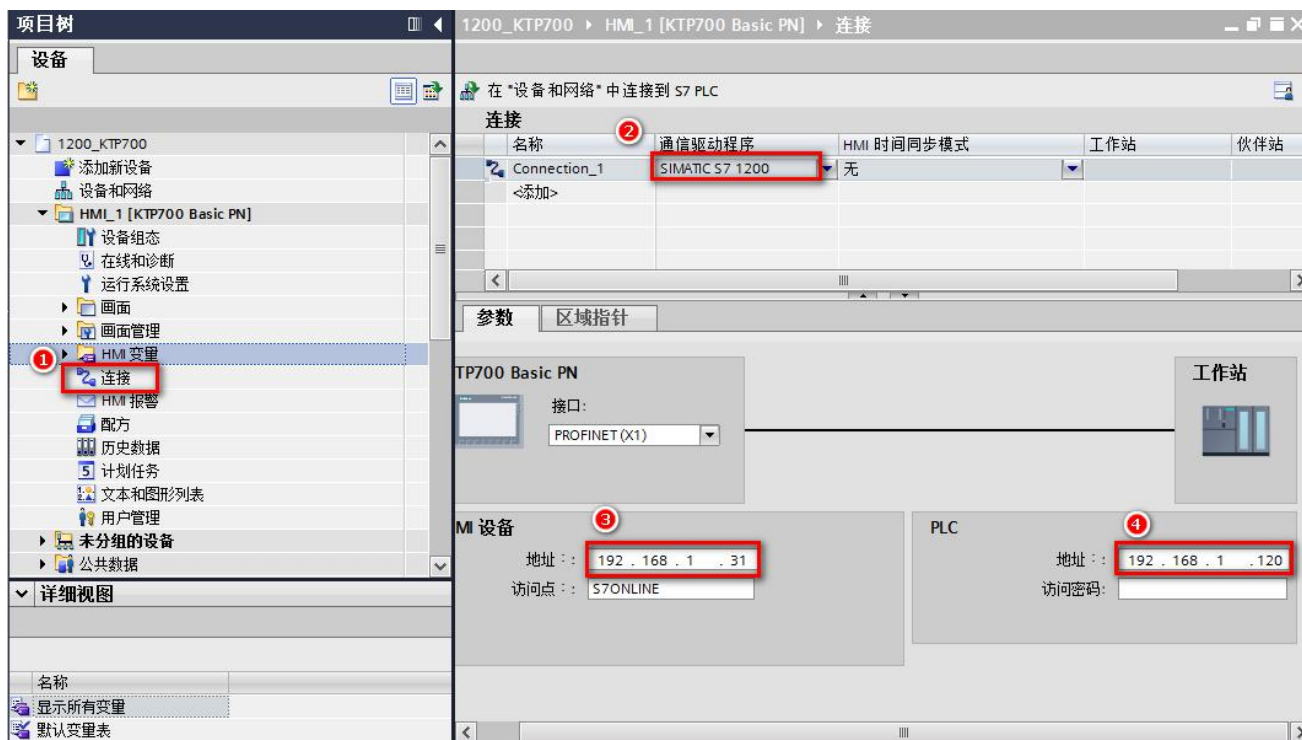 项目树
1200_KTP700 ▸ HMI_1 [KTP700 Basic PN] ▸ 连接
设备
在 "设备和网络" 中连接到 S7 PLC
连接
2
名称 通信驱动程序 HMI 时间同步模式 工作站 伙伴站
Connection_1 SIMATIC S7 1200 无
<添加>
1200_KTP700
添加新设备
设备和网络
HMI_1 [KTP700 Basic PN]
设备组态
在线和诊断
运行系统设置
画面
画面管理
HMI 变量
1
连接
HMI 报警
配方
历史数据
5 计划任务
文本和图形列表
用户管理
未分组的设备
公共数据
详细视图
名称
显示所有变量
默认变量表
参数 区域指针
TP700 Basic PN
工作站
接口:
PROFINET (X1)
MI 设备
3
PLC
4
地址: : 192 . 168 . 1 . 31
地址: : 192 . 168 . 1 . 120
访问点: : S7ONLINE
访问密码: